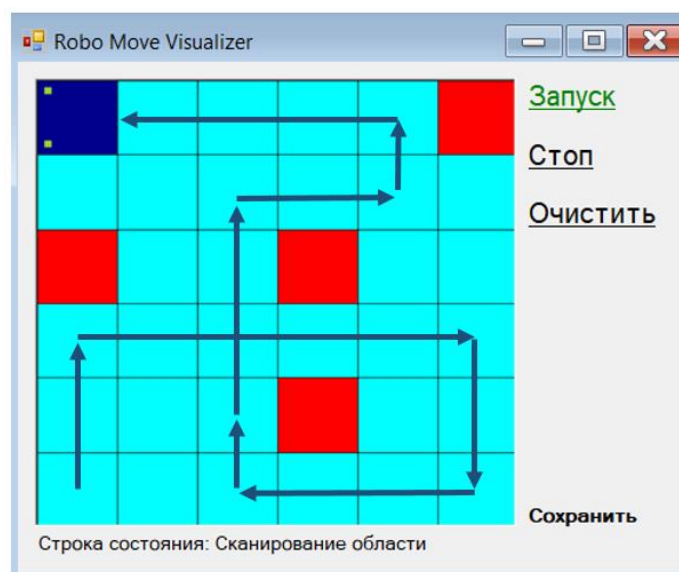 Robo Move Visualizer
Запуск
Стоп
Очистить
Сохранить
Строка состояния: Сканирование области